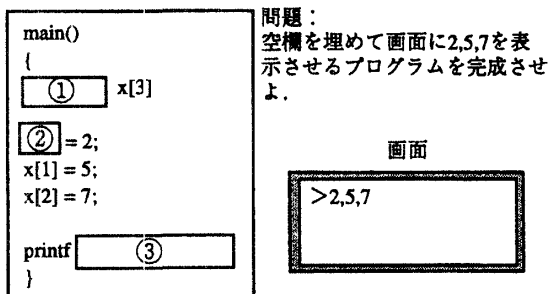 main()
{
① x[3]
② = 2;
x[1] = 5;
x[2] = 7;
printf ③
}
問題：
空欄を埋めて画面に2,5,7を表
示させるプログラムを完成させ
よ．
画面
＞2,5,7